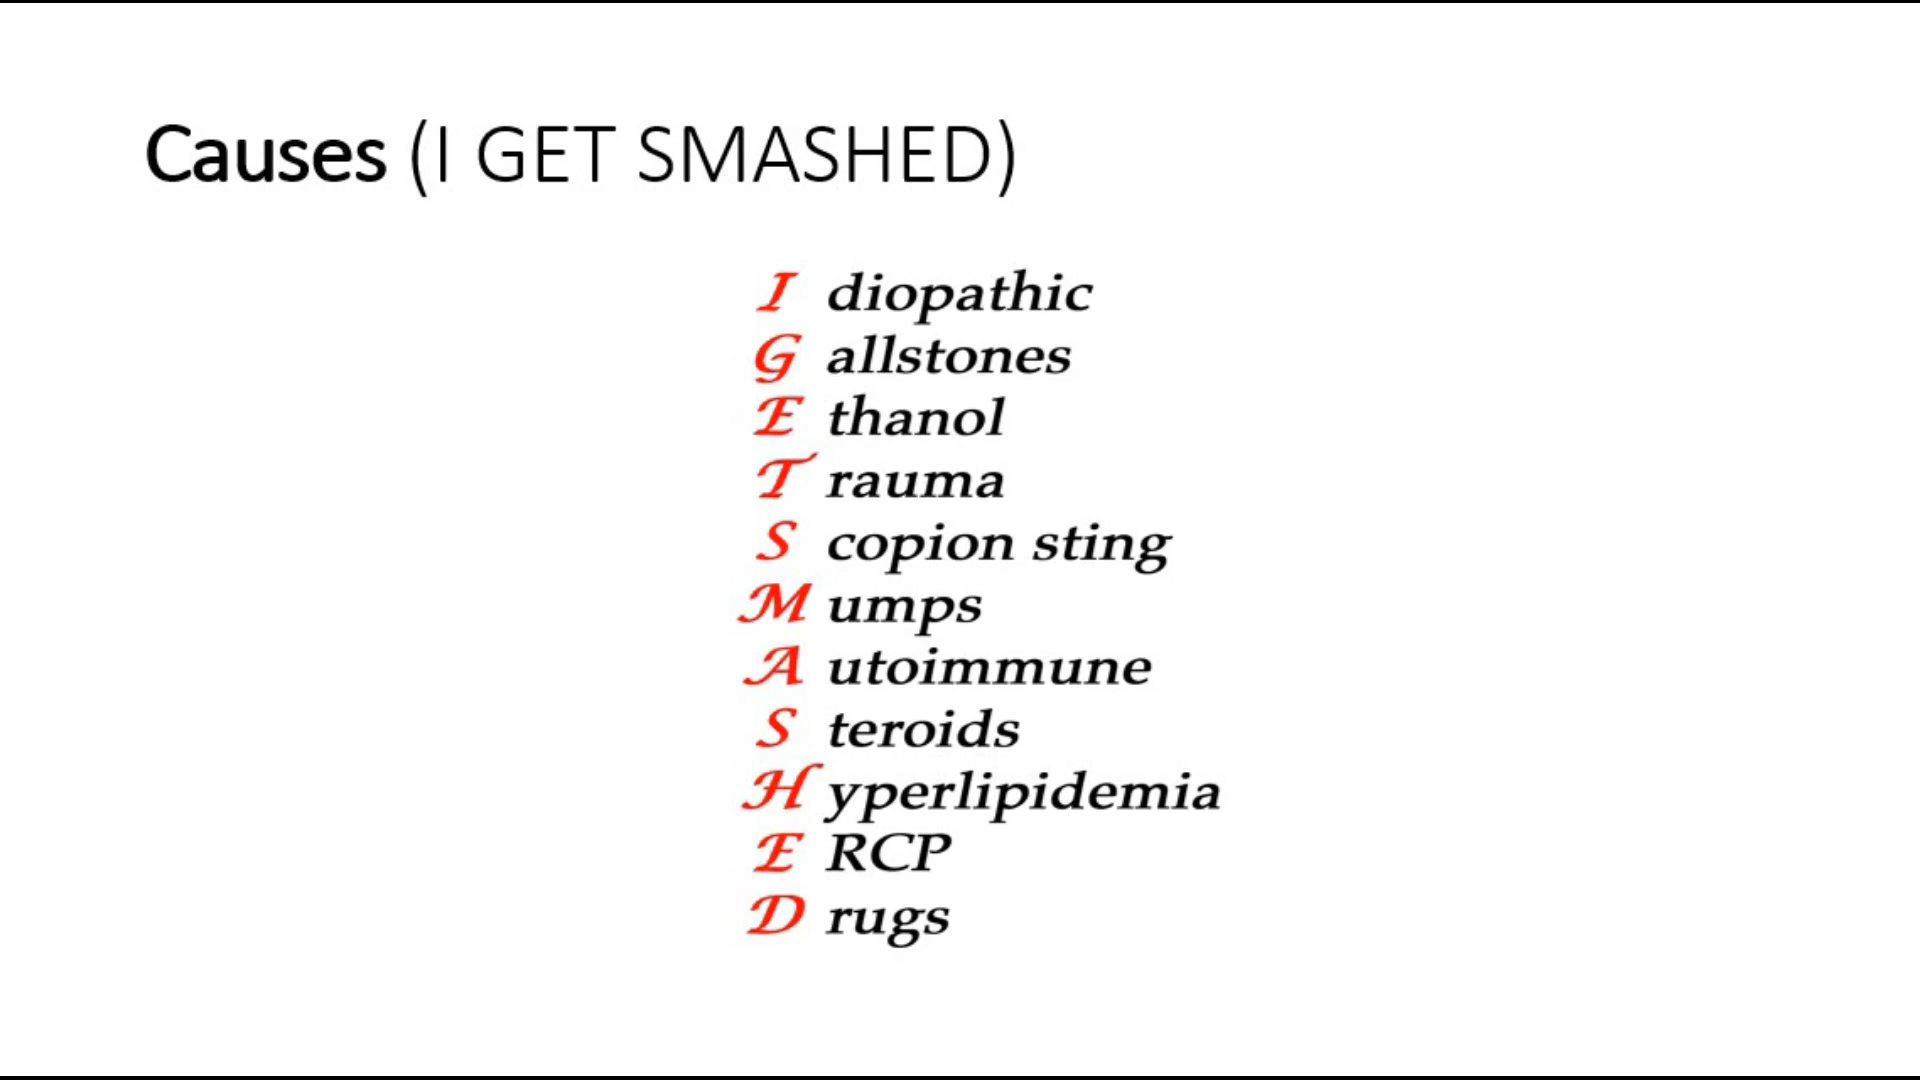 Causes (I GET SMASHED)
I diopathic
G allstones
E thanol
T rauma
S copion sting
M umps
A utoimmune
S teroids
H yperlipidemia
E RCP
D rugs